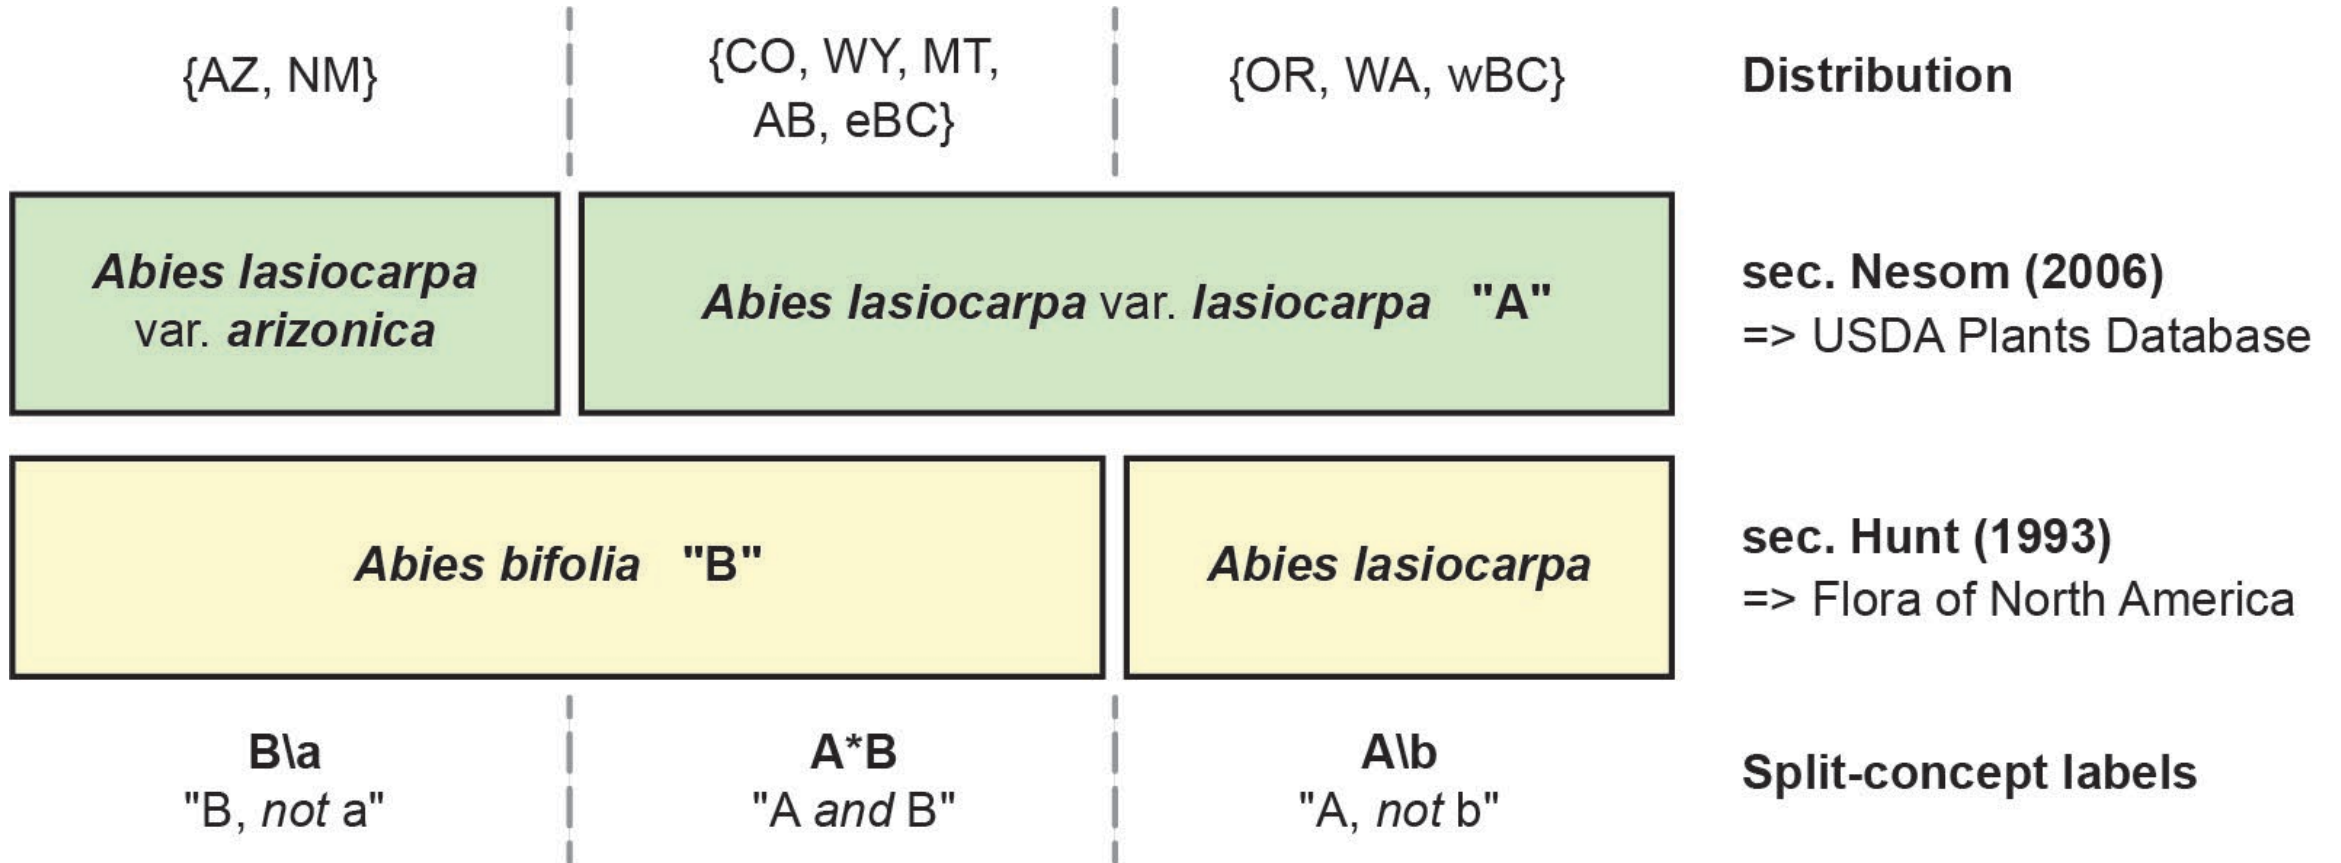 {AZ, NM}
{CO, WY, MT,
AB, eBC}
{OR, WA, wBC}
Distribution
Abies lasiocarpa
var. arizonica
Abies lasiocarpa var. lasiocarpa "A"
sec. Nesom (2006)
=> USDA Plants Database
Abies bifolia "B"
Abies lasiocarpa
sec. Hunt (1993)
=> Flora of North America
B\a
"B, not a"
A*B
"A and B"
A\b
"A, not b"
Split-concept labels